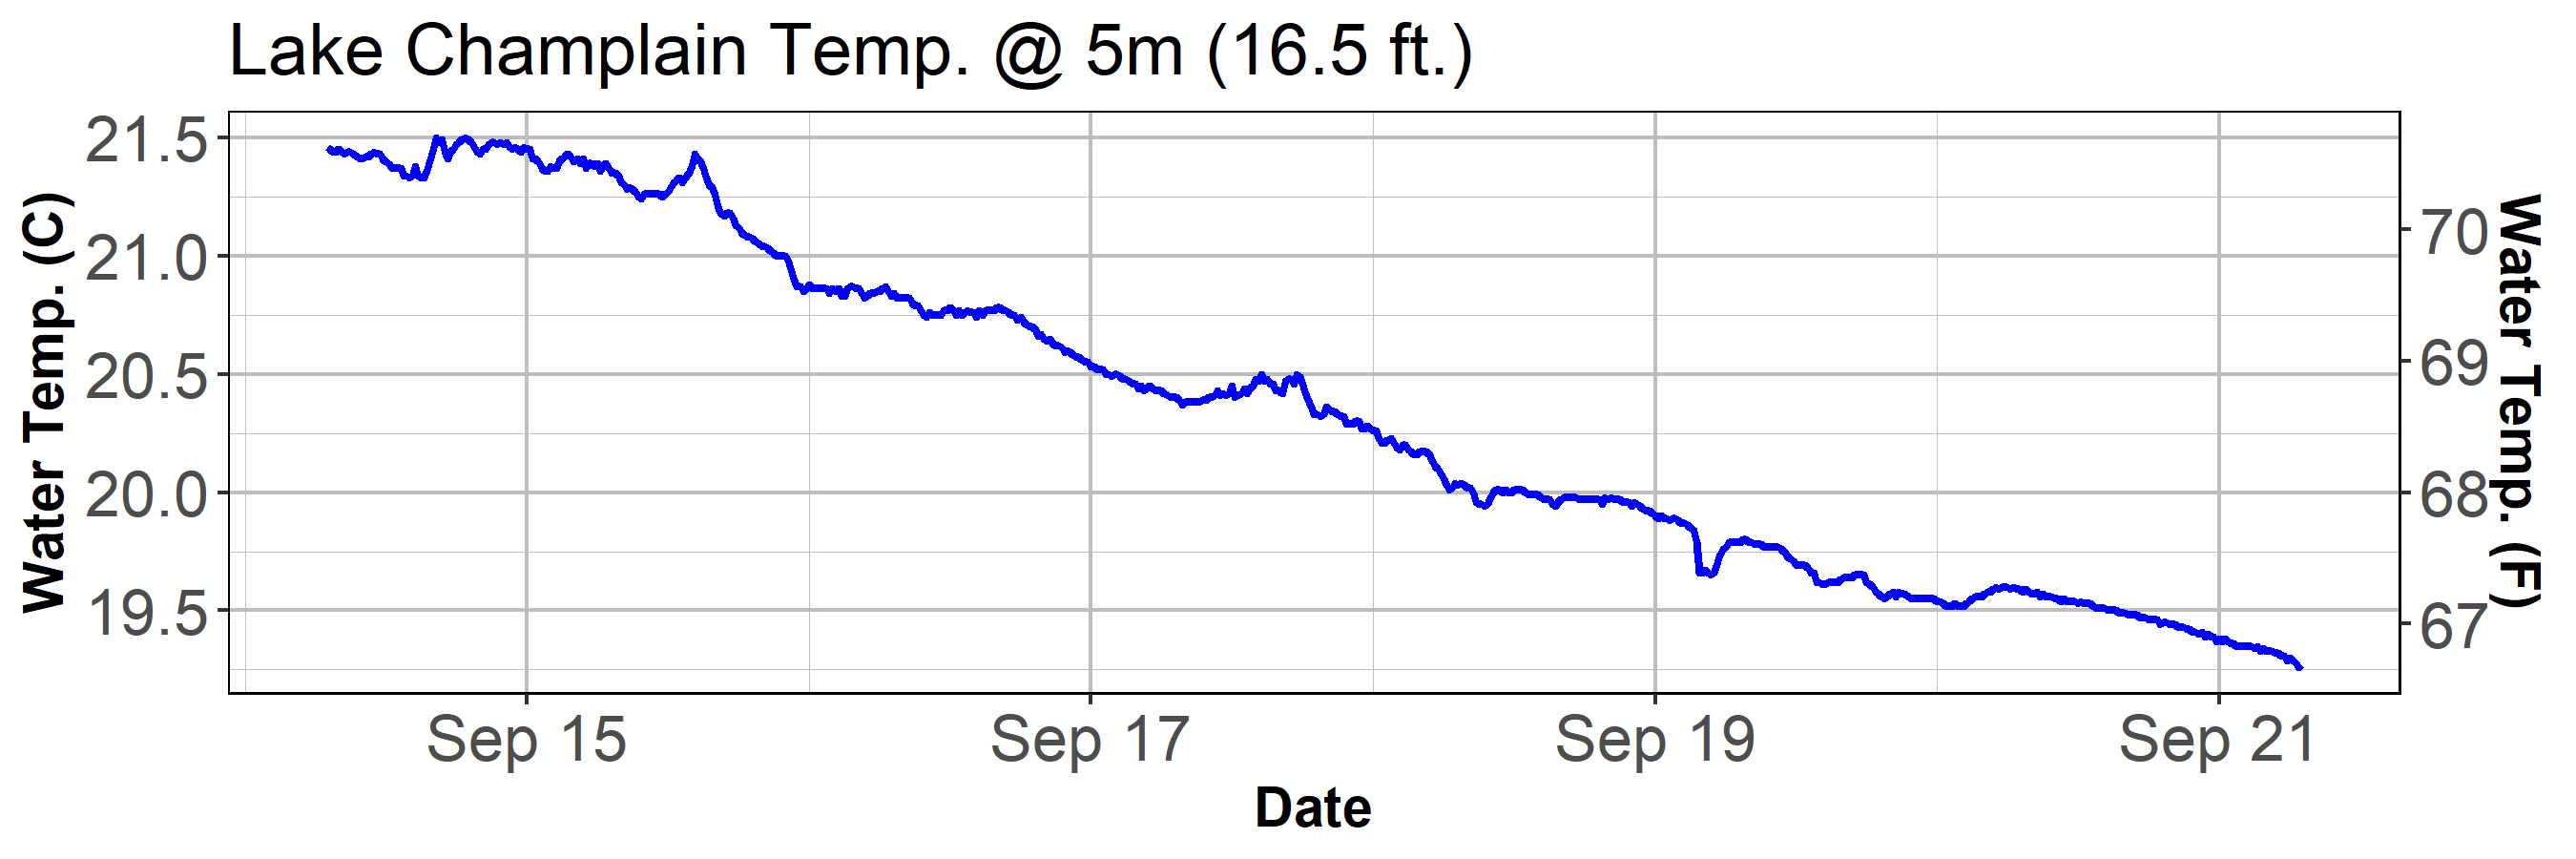 Lake Champlain Temp. @ 5m (16.5 ft.)
Water Temp. (C)
21.5
21.0
20.5
20.0
19.5
70
69
68
67
Water Temp. (F)
Sep 15
Sep 17
Sep 19
Sep 21
Date